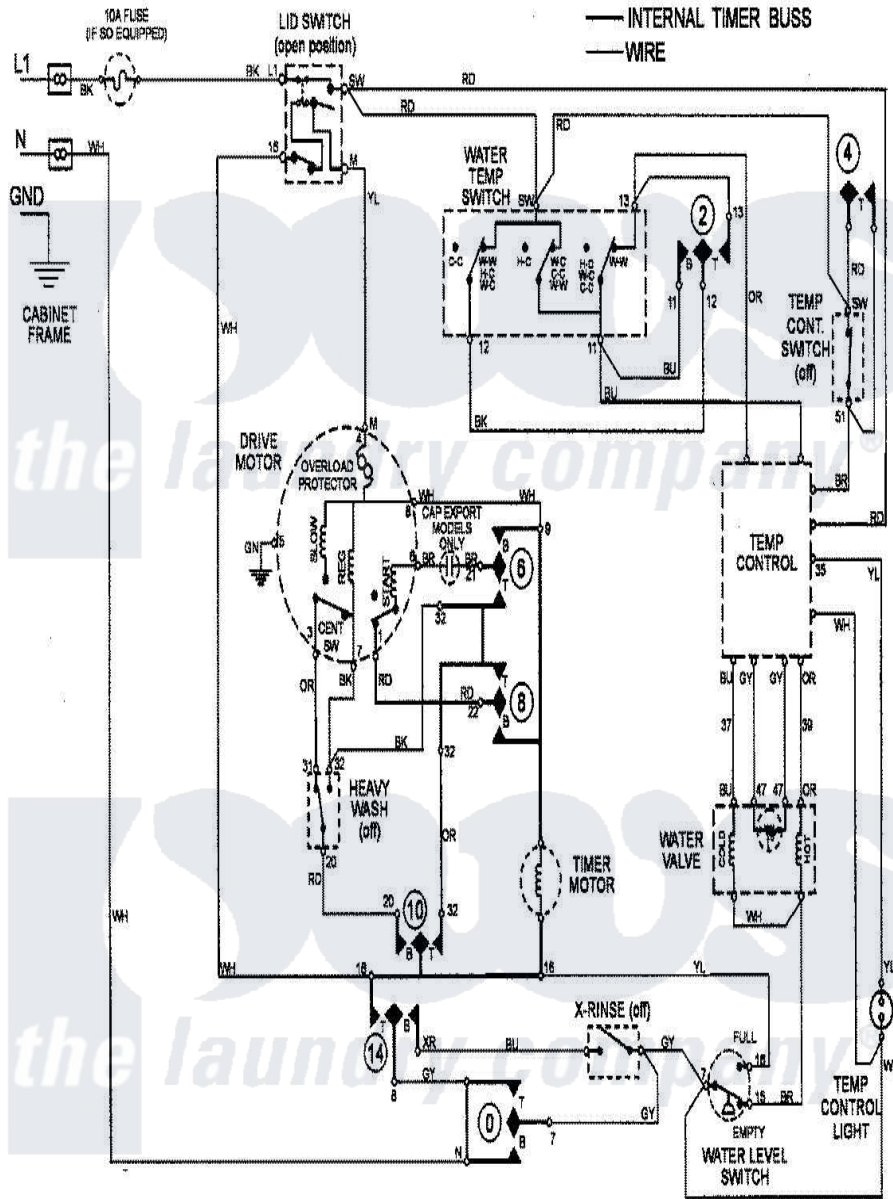 10A FUSE
(IF SO EQUIPPED)
LID SWITCH
(open position)
INTERNAL TIMER BUSS
WIRE
L1
BK
BK
L1
SW
RD
RD
RD
N
WH
16
M
YL
GND
CABINET
FRAME
WATER
TEMP
SWITCH
SW
13
13
2
4
T
RD
SW
C-C
W-W
H-C
W-C
H-C
W-C
C-C
W-W
H-C
W-C
C-C
W-W
B
T
11
12
OR
TEMP
CONT.
SWITCH
(off)
12
11
BU
BU
BK
51
WH
the laundry company®
DRIVE
MOTOR
M
4
OVERLOAD
PROTECTOR
WH
WH
8
CAP EXPORT
MODELS
ONLY
9
B
BR
RD
TEMP
CONTROL
35
YL
WH
GN
5
SLOW
REG
START
6
BR
BR
21
6
T
32
3
CENT
SW
7
1
OR
BK
RD
RD
22
8
T
B
BK
32
BU
GY
GY
OR
37
39
31
32
HEAVY
WASH
(off)
20
RD
OR
BU
47
47
OR
WATER
VALVE
COLD
HOT
WH
TIMER
MOTOR
20
10
32
B
T
WH
WH
16
16
YL
YL
the laundry company®
T
B
14
XR
BU
X-RINSE (off)
GY
FULL
16
7
15
BR
EMPTY
WATER LEVEL
SWITCH
GY
8
0
T
B
7
GY
N
TEMP
CONTROL
LIGHT
W